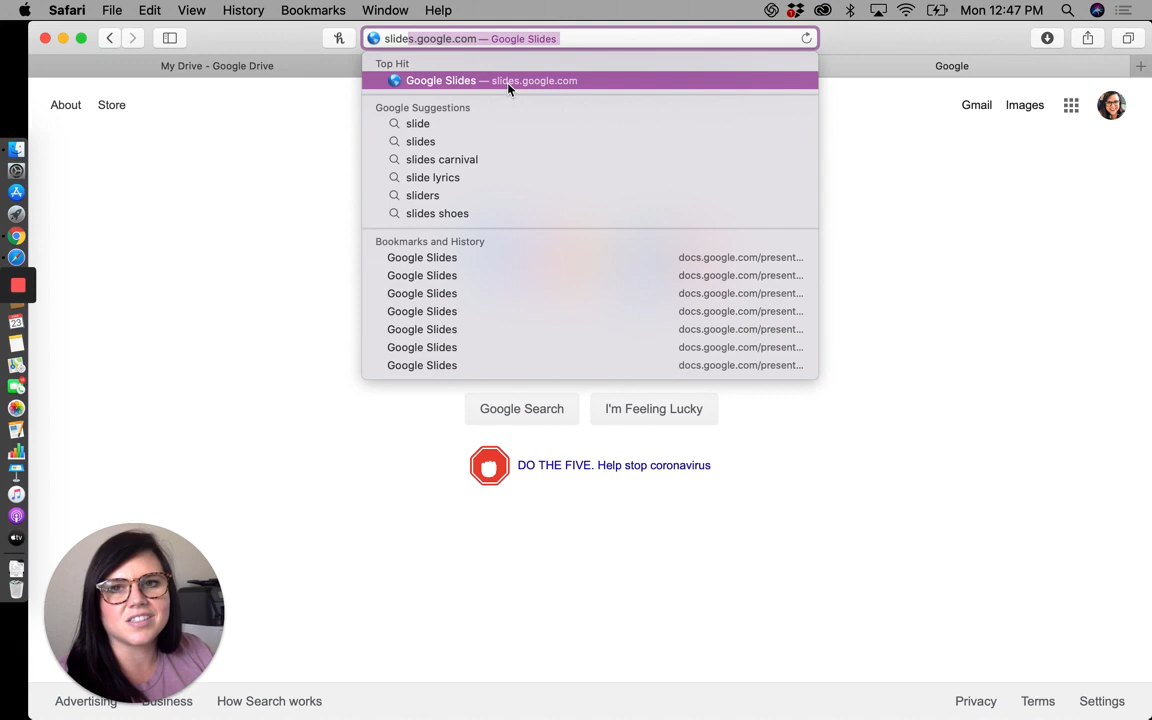 Safari File Edit View History Bookmarks Window Help Mon 12:47 PM
slides.google.com — Google Slides
My Drive - Google Drive Google
Top Hit
Google Slides — slides.google.com
About Store Gmail Images
Google Suggestions
slide
slides
slides carnival
slide lyrics
sliders
slides shoes
Bookmarks and History
Google Slides docs.google.com/present...
Google Slides docs.google.com/present...
Google Slides docs.google.com/present...
Google Slides docs.google.com/present...
Google Slides docs.google.com/present...
Google Slides docs.google.com/present...
Google Slides docs.google.com/present...
Google Search I'm Feeling Lucky
DO THE FIVE. Help stop coronavirus
Advertising Business How Search works Privacy Terms Settings
23
tv